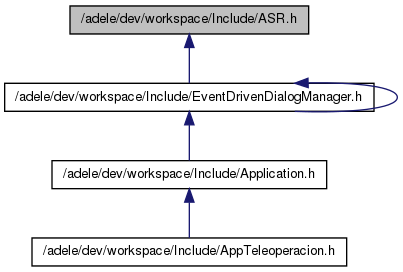 /adele/dev/workspace/Include/ASR.h
/adele/dev/workspace/Include/EventDrivenDialogManager.h
/adele/dev/workspace/Include/Application.h
/adele/dev/workspace/Include/AppTeleoperacion.h